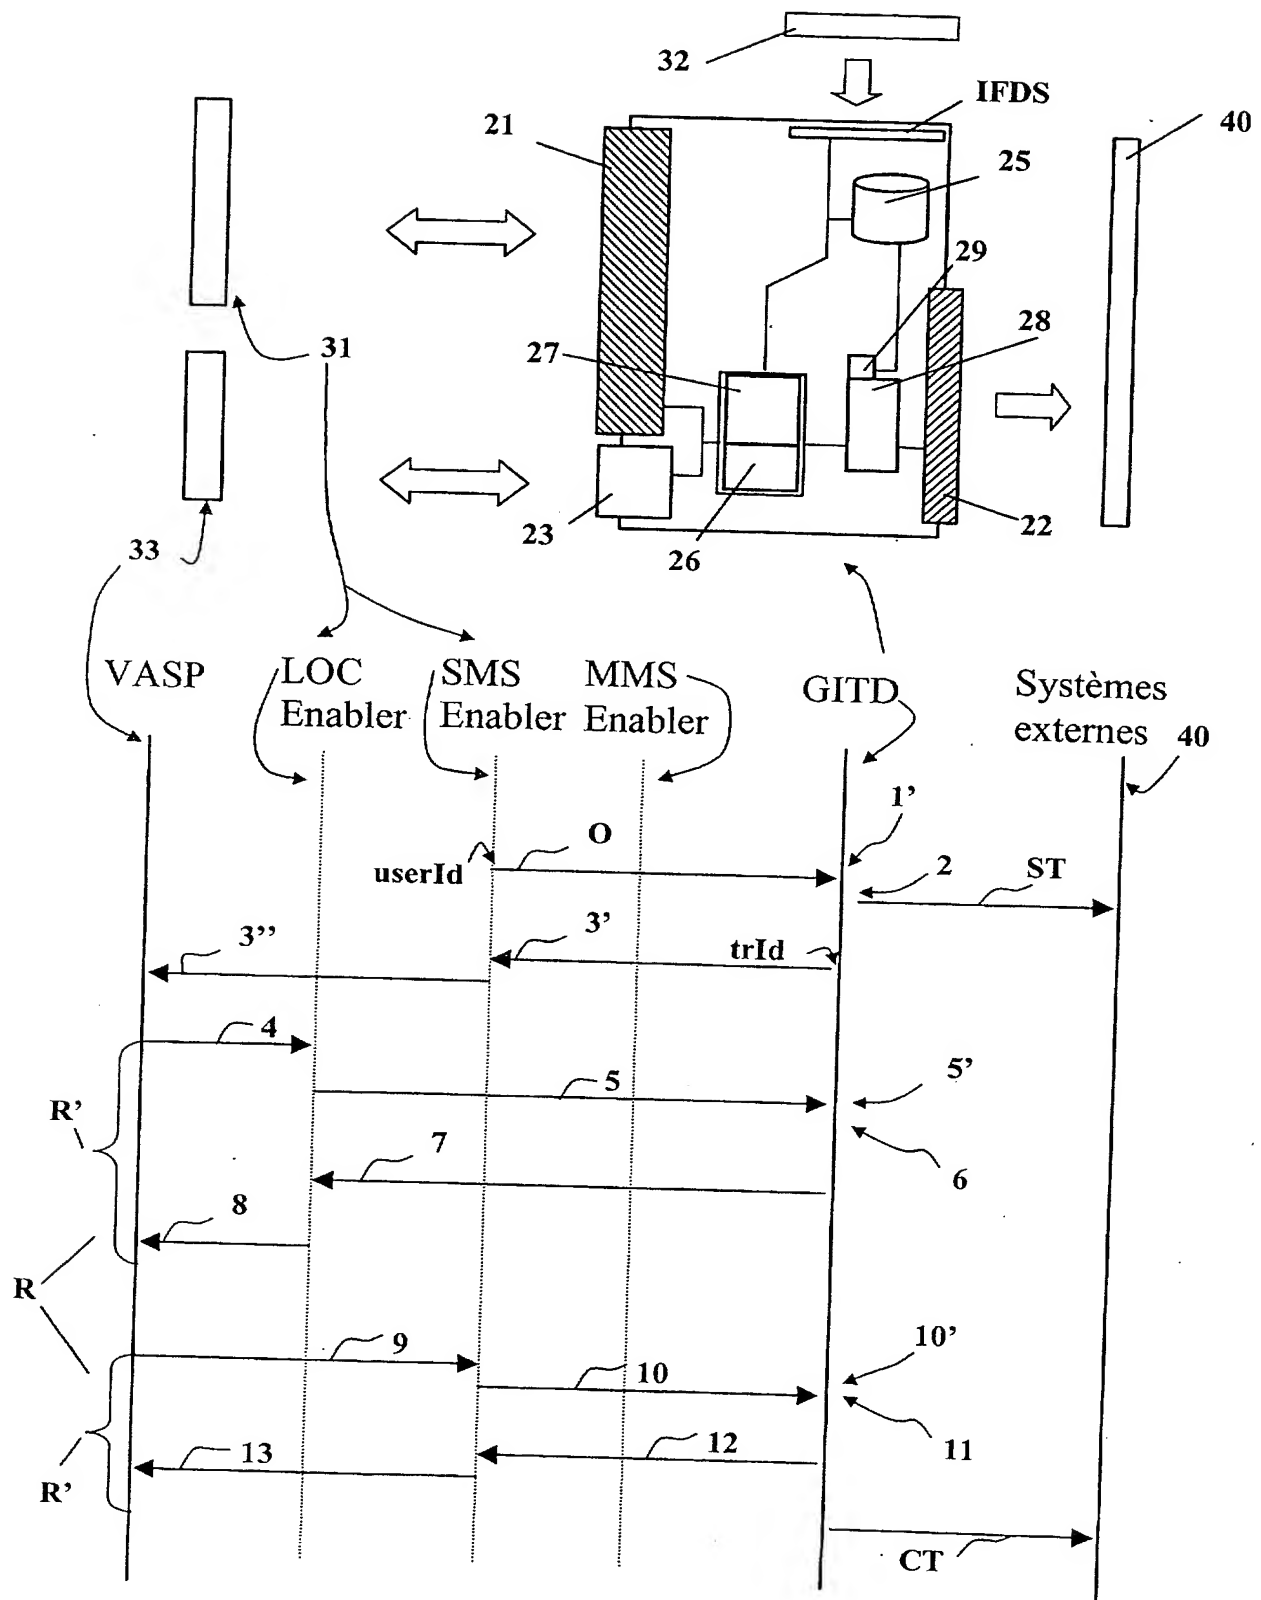 32
IFDS
40
21
25
29
28
31
27
23
26
22
33
VASP
LOC
Enabler
SMS
Enabler
MMS
Enabler
GITD
Systèmes
externes
40
1’
O
userId
2
ST
3’’
3’
trId
4
5
5’
R’
7
6
8
R
9
10
10’
11
12
13
R’
CT